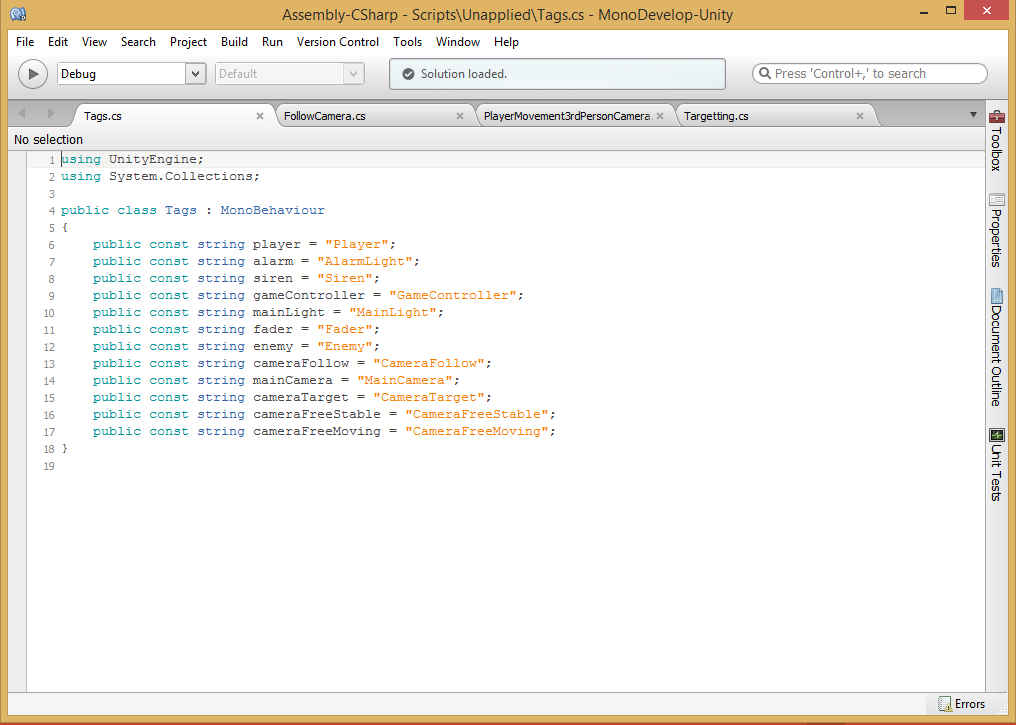 Assembly-CSharp - Scripts\Unapplied\Tags.cs - MonoDevelop-Unity
File Edit View Search Project Build Run Version Control Tools Window Help
Debug Default Solution loaded. Press 'Control+,' to search
Tags.cs FollowCamera.cs PlayerMovement3rdPersonCamera. Targetting.cs
No selection
1 using UnityEngine;
2 using System.Collections;
3
4 public class Tags : MonoBehaviour
5 {
6 public const string player = "Player";
7 public const string alarm = "AlarmLight";
8 public const string siren = "Siren";
9 public const string gameController = "GameController";
10 public const string mainLight = "MainLight";
11 public const string fader = "Fader";
12 public const string enemy = "Enemy";
13 public const string cameraFollow = "CameraFollow";
14 public const string mainCamera = "MainCamera";
15 public const string cameraTarget = "CameraTarget";
16 public const string cameraFreeStable = "CameraFreeStable";
17 public const string cameraFreeMoving = "CameraFreeMoving";
18 }
19
Toolbox
Properties
Document Outline
Unit Tests
Errors